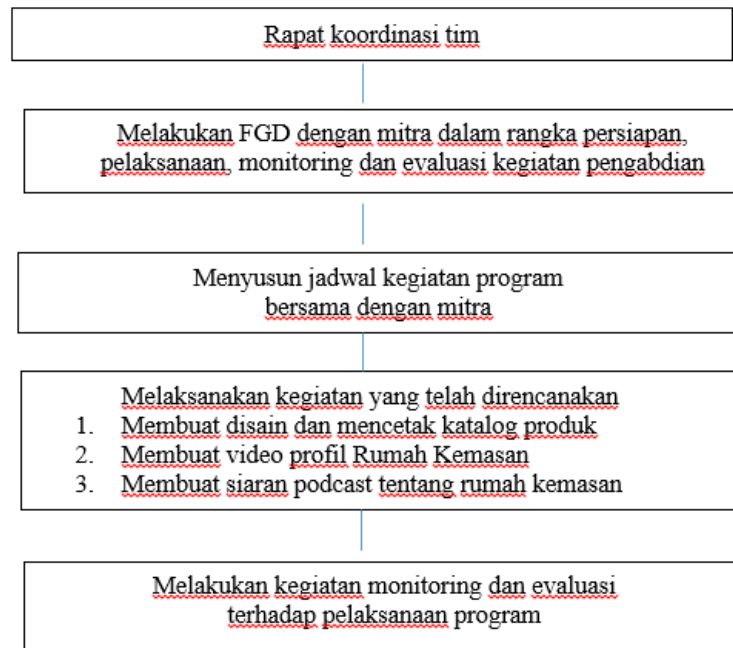 Rapat koordinasi tim
Melakukan FGD dengan mitra dalam rangka persiapan,
pelaksanaan, monitoring dan evaluasi kegiatan pengabdian
Menyusun jadwal kegiatan program
bersama dengan mitra
Melaksanakan kegiatan yang telah direncanakan
1. Membuat disain dan mencetak katalog produk
2. Membuat video profil Rumah Kemasan
3. Membuat siaran podcast tentang rumah kemasan
Melakukan kegiatan monitoring dan evaluasi
terhadap pelaksanaan program